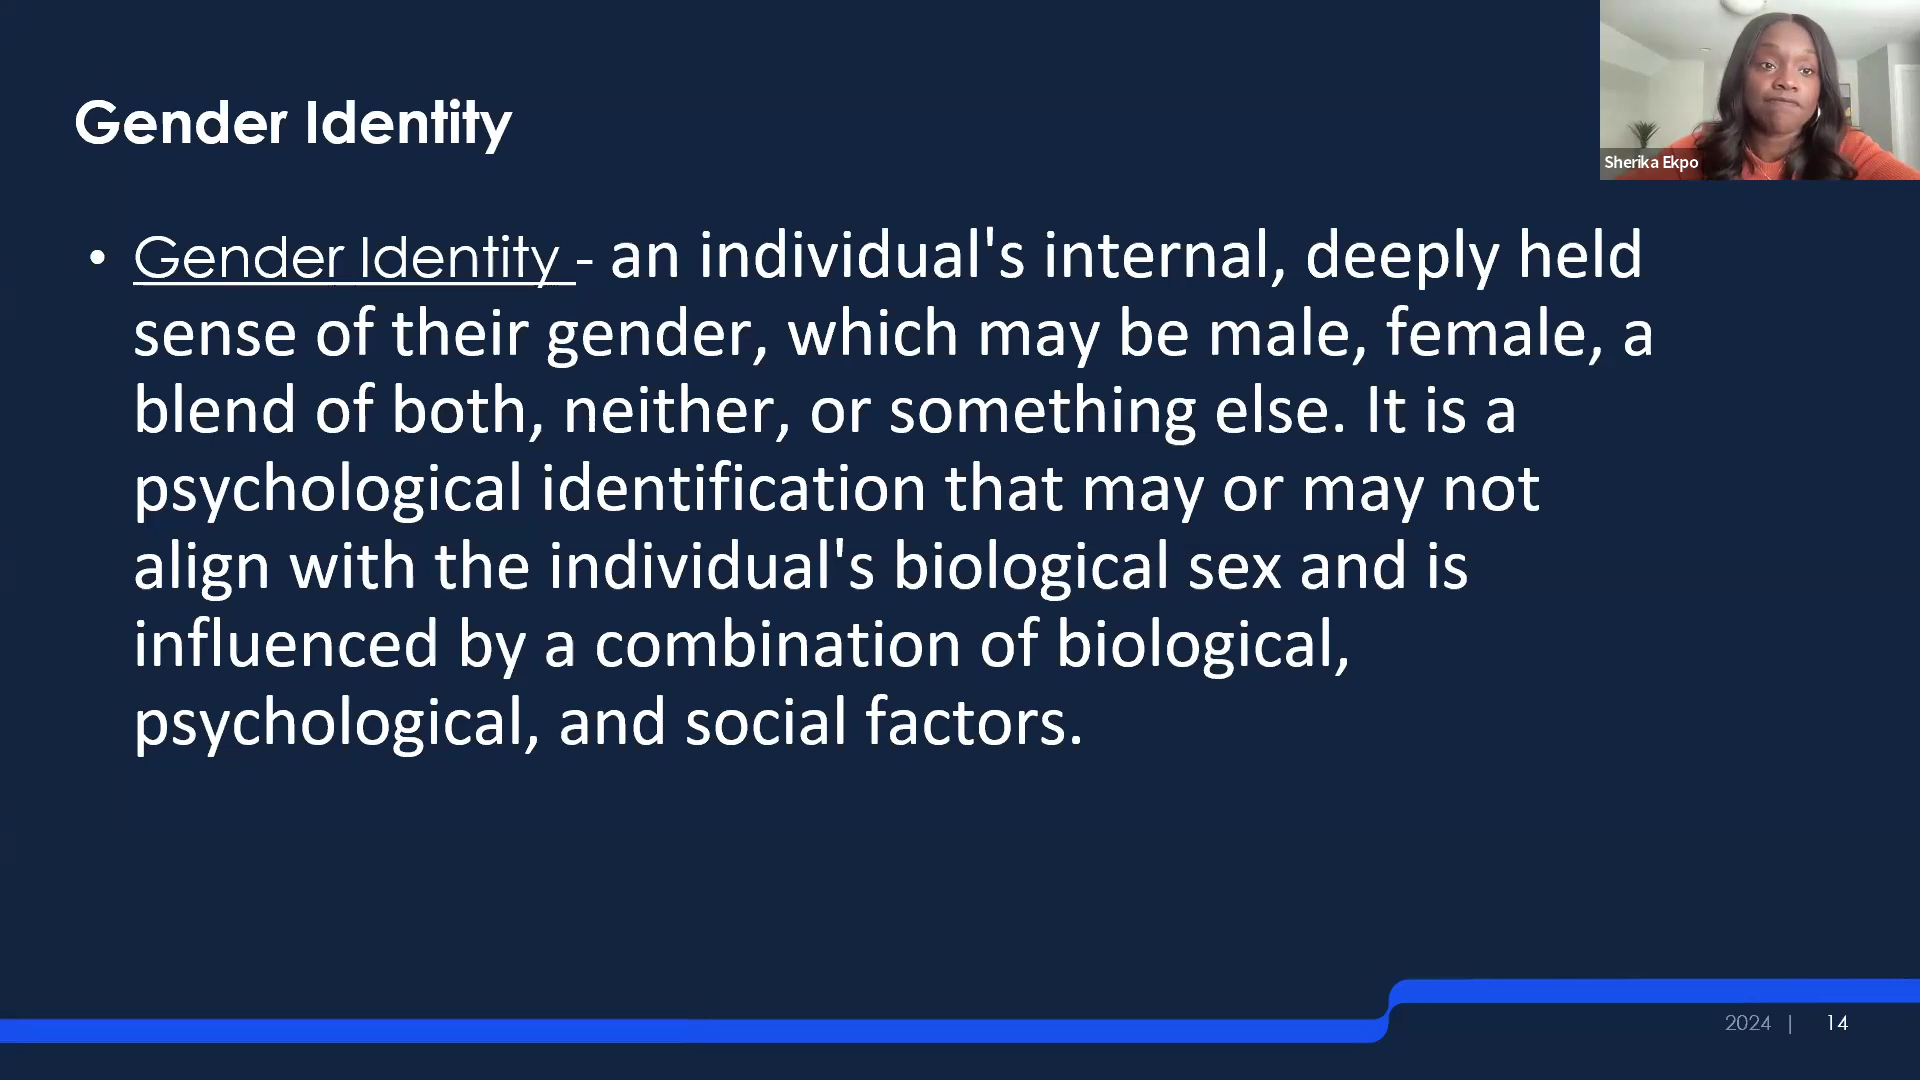 Gender Identity
Sherika Ekpo
• Gender Identity - an individual's internal, deeply held
sense of their gender, which may be male, female, a
blend of both, neither, or something else. It is a
psychological identification that may or may not
align with the individual's biological sex and is
influenced by a combination of biological,
psychological, and social factors.
2024 | 14